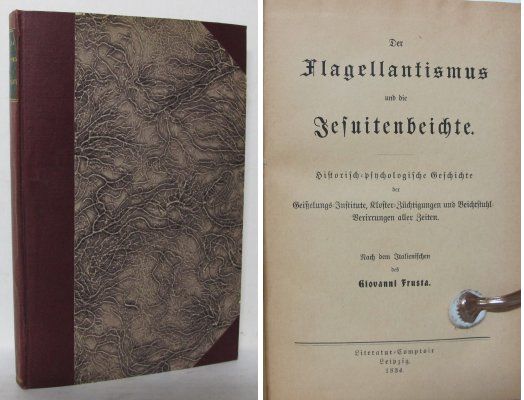 Der
Flagellantismus
und die
Jesuitenbeichte.
Historisch-psychologische Geschichte
der
Geißelungs-Institute, Kloster-Züchtigungen und Beichtstuhl-
Verirrungen aller Zeiten.
Nach dem Italienischen
des
Giovanni Frusta.
Literatur-Comptoir
Leipzig.
1834.